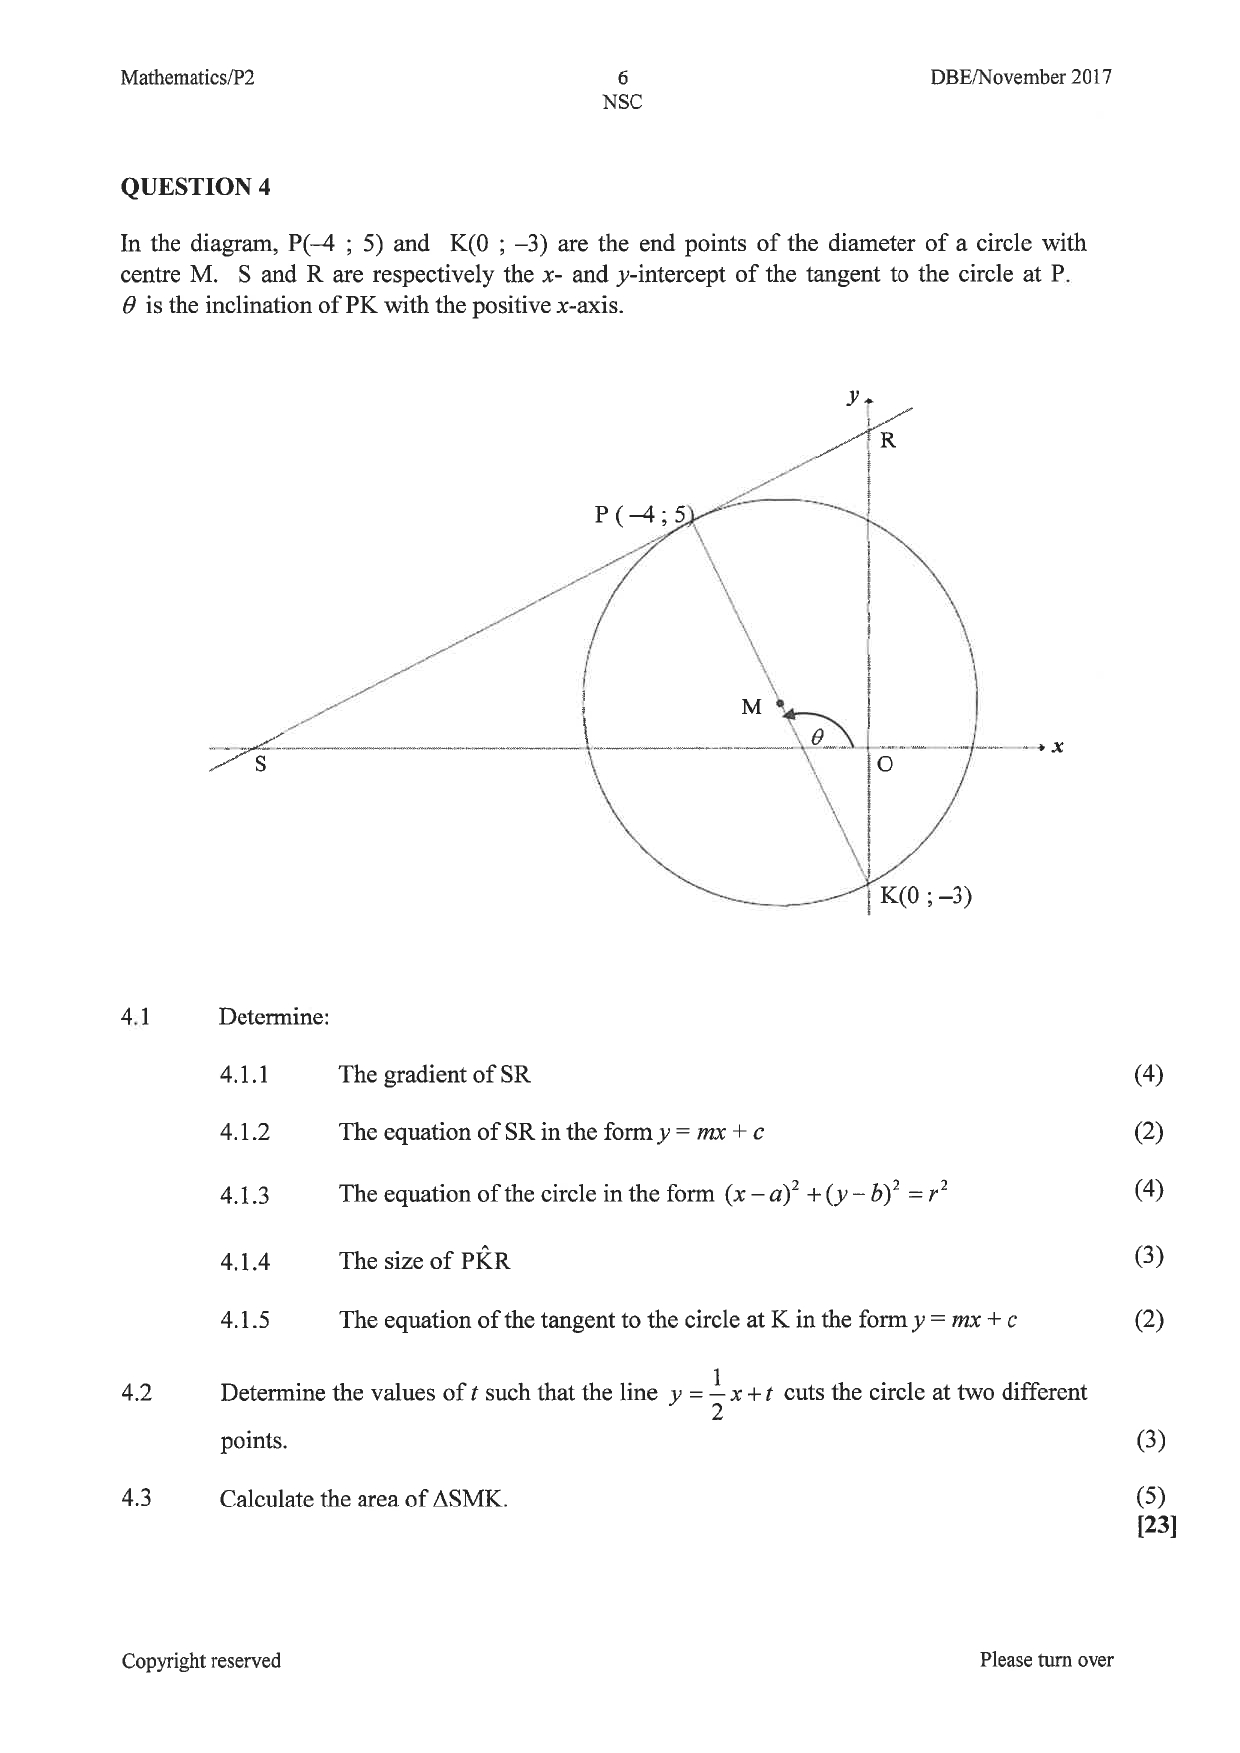 Mathematics/P2 6 DBE/November 2017
NSC
QUESTION 4
In the diagram, P(–4 ; 5) and K(0 ; –3) are the end points of the diameter of a circle with
centre M. S and R are respectively the x- and y-intercept of the tangent to the circle at P.
θ is the inclination of PK with the positive x-axis.
y
R
P ( –4 ; 5)
M
θ
x
S
O
K(0 ; –3)
4.1 Determine:
4.1.1 The gradient of SR (4)
4.1.2 The equation of SR in the form y = mx + c (2)
4.1.3 The equation of the circle in the form (x – a)² + (y – b)² = r² (4)
4.1.4 The size of PK̂R (3)
4.1.5 The equation of the tangent to the circle at K in the form y = mx + c (2)
4.2 Determine the values of t such that the line y = 1/2 x + t cuts the circle at two different
points. (3)
4.3 Calculate the area of ΔSMK. (5)
[23]
Copyright reserved Please turn over